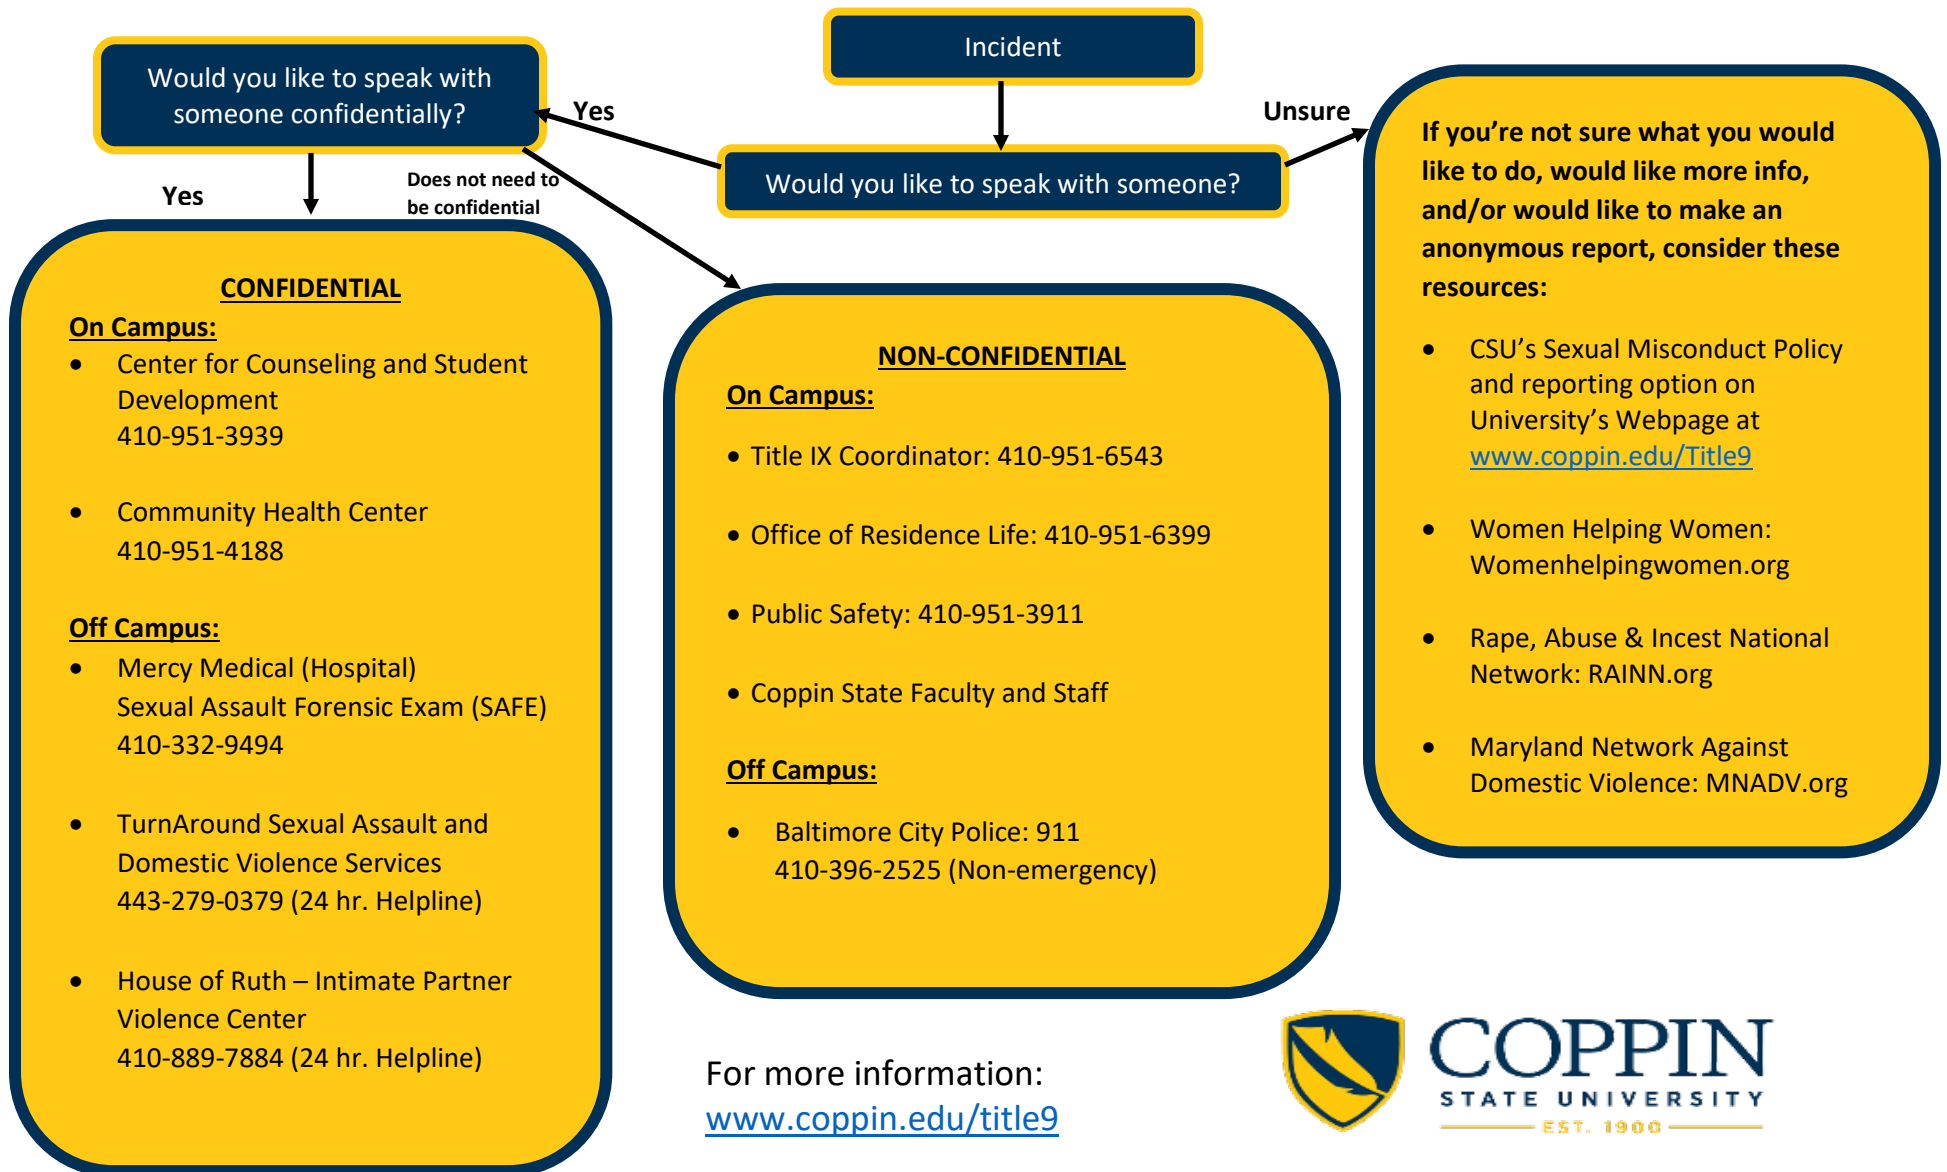 Incident
Would you like to speak with someone?
Yes
Unsure
Would you like to speak with
someone confidentially?
Yes
Does not need to
be confidential
CONFIDENTIAL
On Campus:
• Center for Counseling and Student
Development
410-951-3939
• Community Health Center
410-951-4188
Off Campus:
• Mercy Medical (Hospital)
Sexual Assault Forensic Exam (SAFE)
410-332-9494
• TurnAround Sexual Assault and
Domestic Violence Services
443-279-0379 (24 hr. Helpline)
• House of Ruth – Intimate Partner
Violence Center
410-889-7884 (24 hr. Helpline)
NON-CONFIDENTIAL
On Campus:
• Title IX Coordinator: 410-951-6543
• Office of Residence Life: 410-951-6399
• Public Safety: 410-951-3911
• Coppin State Faculty and Staff
Off Campus:
• Baltimore City Police: 911
410-396-2525 (Non-emergency)
If you’re not sure what you would
like to do, would like more info,
and/or would like to make an
anonymous report, consider these
resources:
• CSU’s Sexual Misconduct Policy
and reporting option on
University’s Webpage at
www.coppin.edu/Title9
• Women Helping Women:
Womenhelpingwomen.org
• Rape, Abuse & Incest National
Network: RAINN.org
• Maryland Network Against
Domestic Violence: MNADV.org
For more information:
www.coppin.edu/title9
COPPIN
STATE UNIVERSITY
EST. 1900